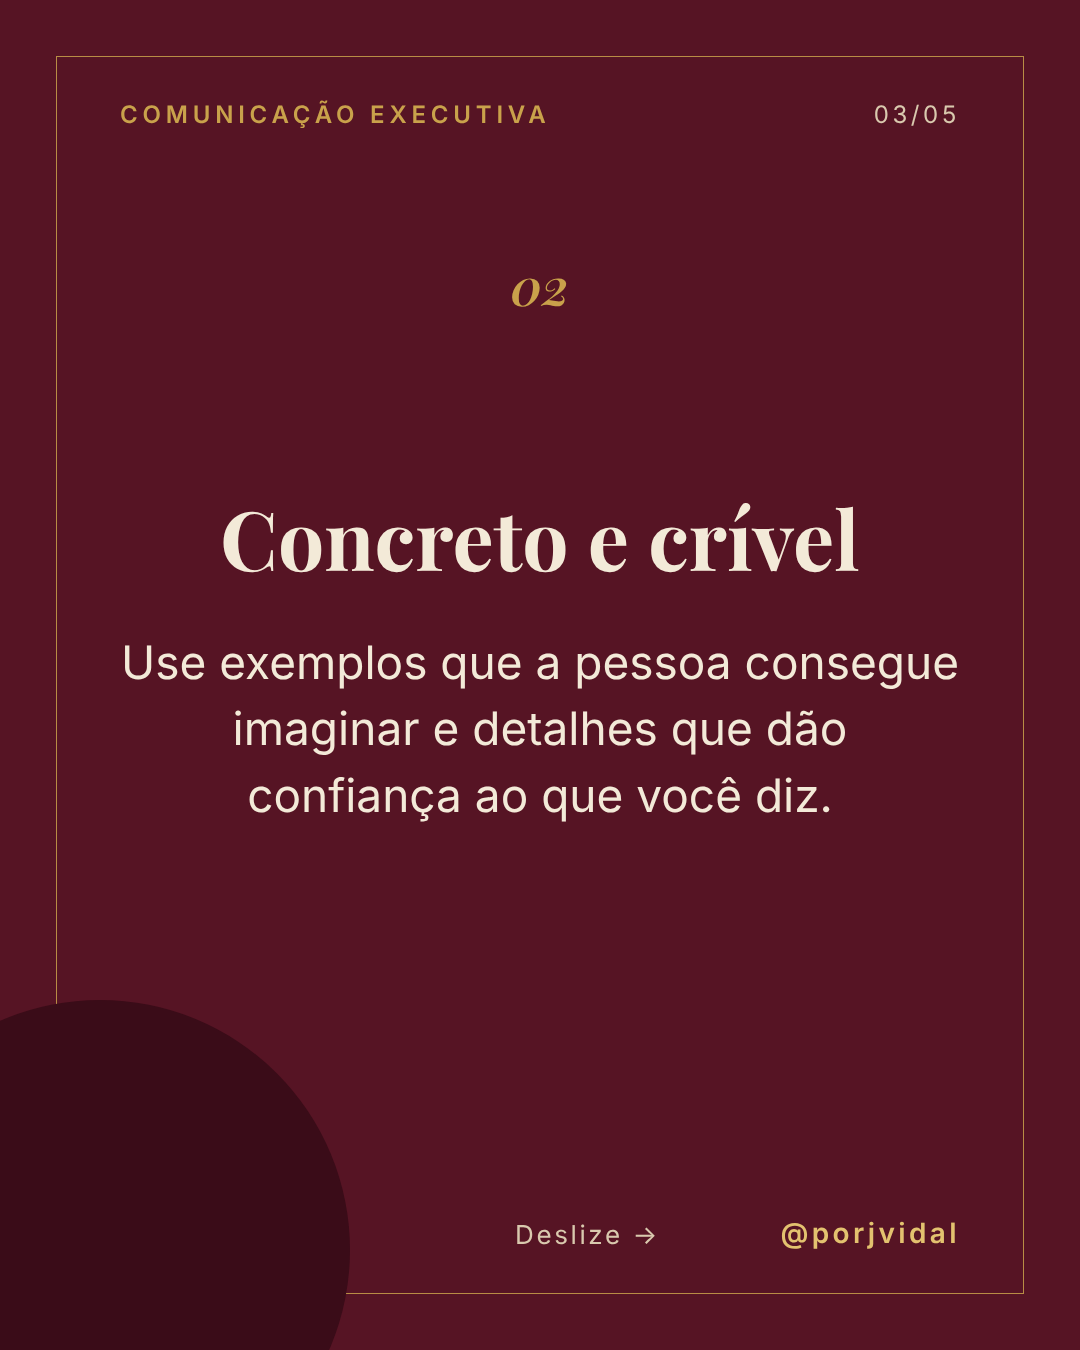 COMUNICAÇÃO EXECUTIVA
03/05
02
Concreto e crível
Use exemplos que a pessoa consegue
imaginar e detalhes que dão
confiança ao que você diz.
Deslize →
@porjvidal